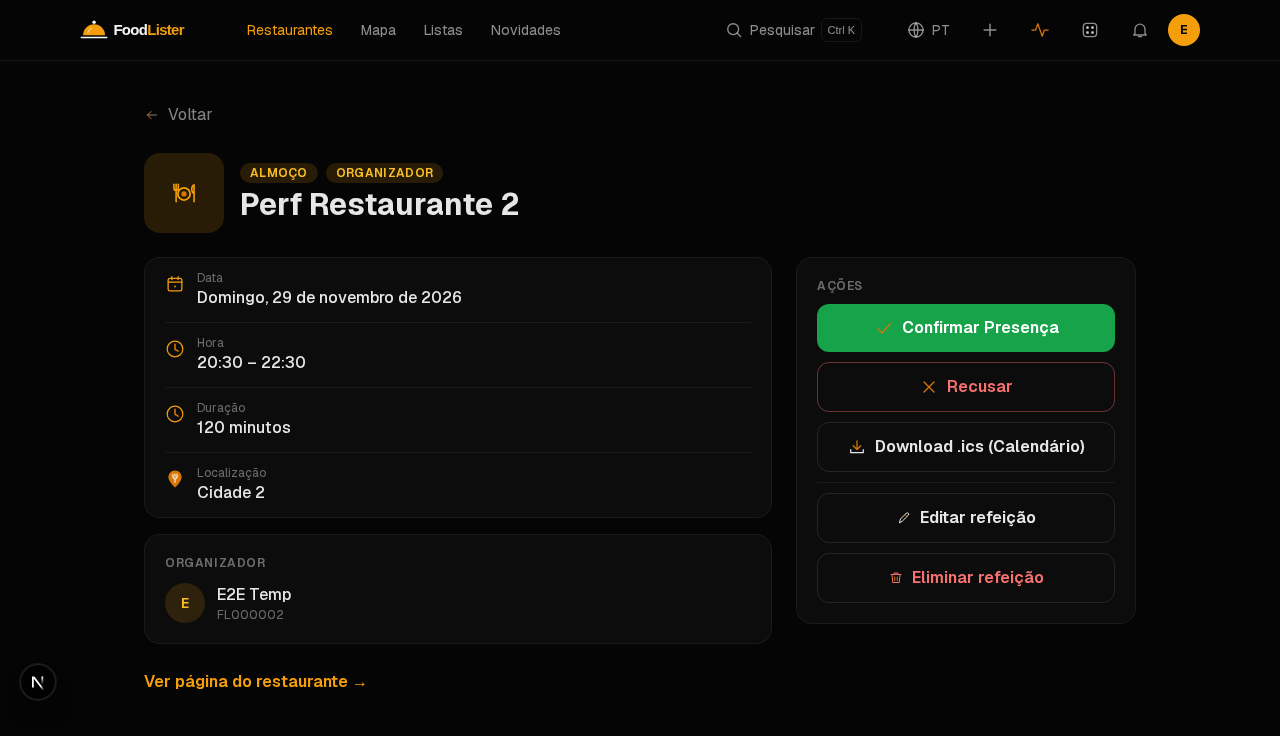 FoodLister
Restaurantes
Mapa
Listas
Novidades
Pesquisar
Ctrl K
PT
E
Voltar
ALMOÇO
ORGANIZADOR
Perf Restaurante 2
Data
Domingo, 29 de novembro de 2026
Hora
20:30 – 22:30
Duração
120 minutos
Localização
Cidade 2
ORGANIZADOR
E
E2E Temp
FL000002
Ver página do restaurante →
AÇÕES
Confirmar Presença
Recusar
Download .ics (Calendário)
Editar refeição
Eliminar refeição
N